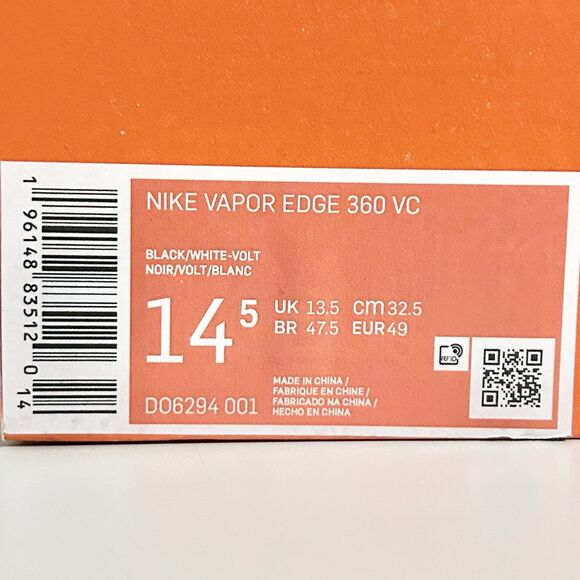 NIKE VAPOR EDGE 360 VC
BLACK/WHITE-VOLT
NOIR/VOLT/BLANC
14 5
UK 13.5 cm 32.5
BR 47.5 EUR 49
RFID
MADE IN CHINA /
FABRIQUE EN CHINE /
FABRICADO NA CHINA /
HECHO EN CHINA
DO6294 001
1 96148 83512 0 14